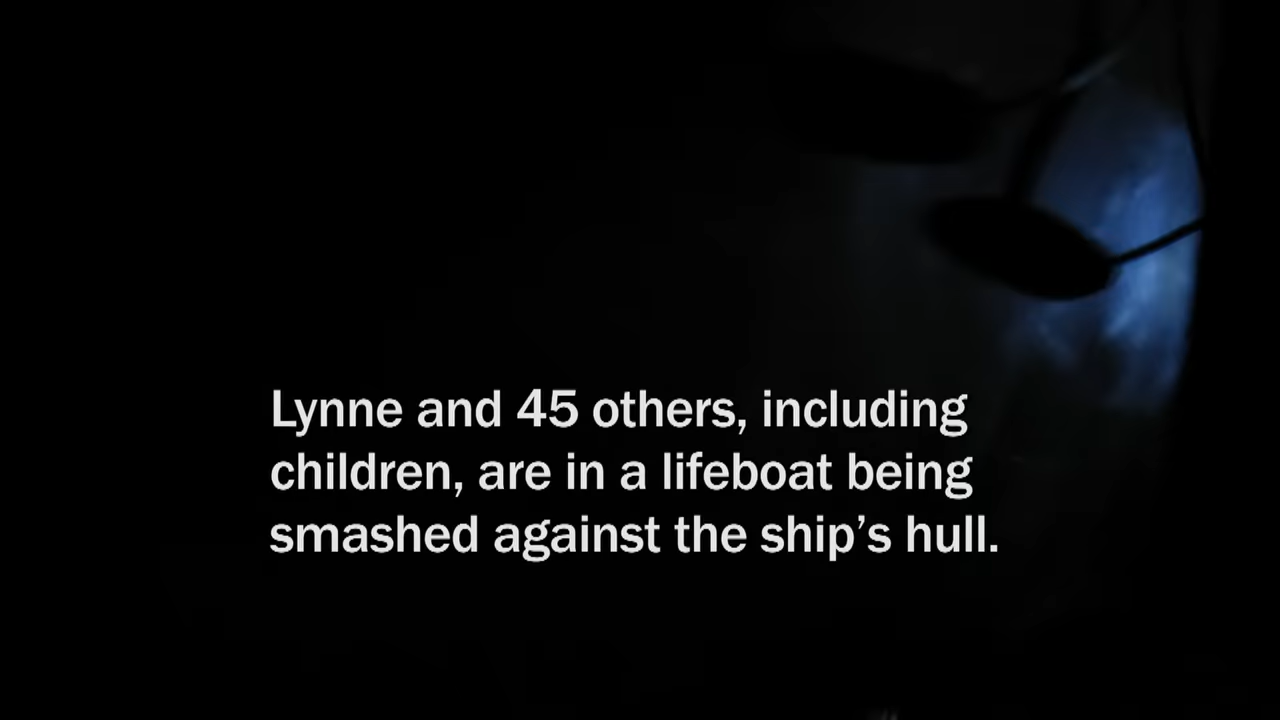 Lynne and 45 others, including
children, are in a lifeboat being
smashed against the ship’s hull.